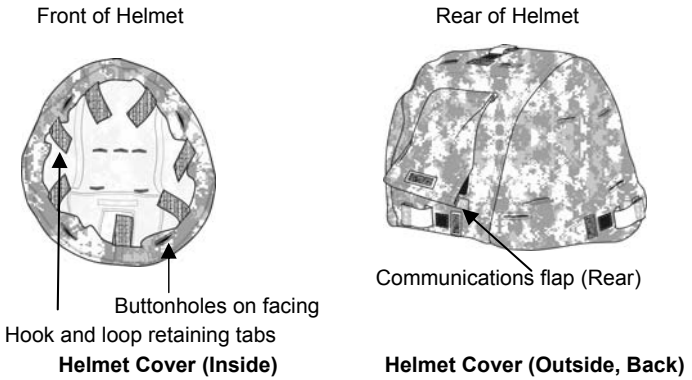 Front of Helmet
Rear of Helmet
Communications flap (Rear)
Buttonholes on facing
Hook and loop retaining tabs
Helmet Cover (Inside)
Helmet Cover (Outside, Back)